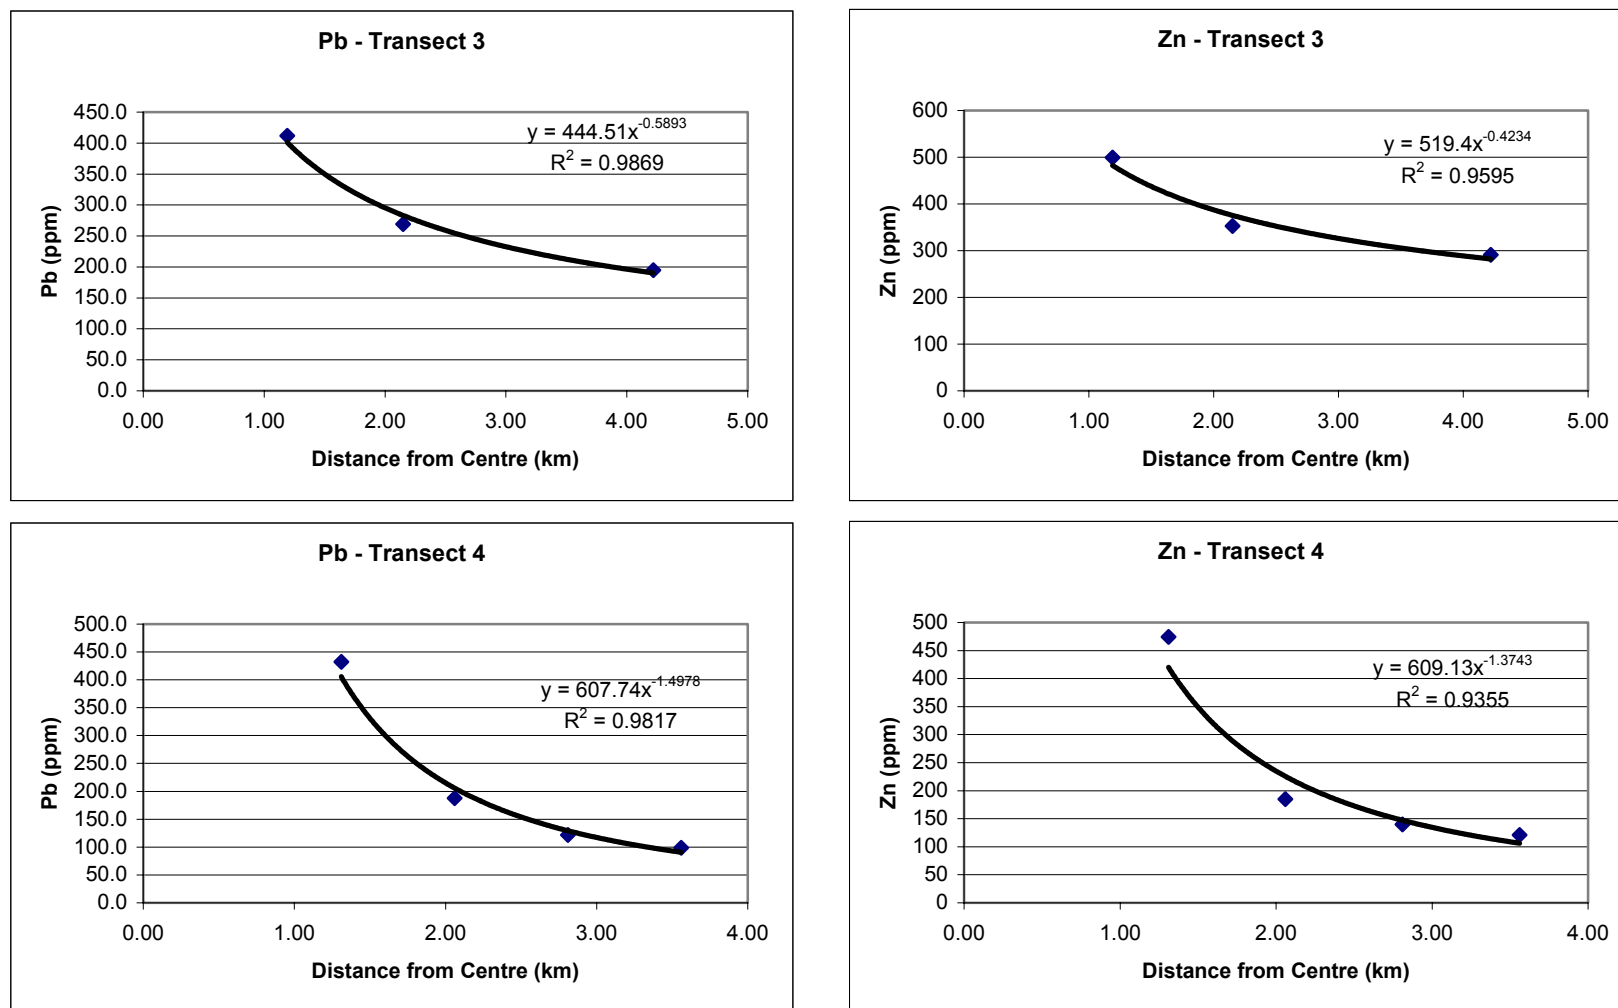 Pb - Transect 3
450.0
400.0
350.0
300.0
250.0
200.0
150.0
100.0
50.0
0.0
Pb (ppm)
y = 444.51x^-0.5893
R^2 = 0.9869
0.00 1.00 2.00 3.00 4.00 5.00
Distance from Centre (km)
Zn - Transect 3
600
500
400
300
200
100
0
Zn (ppm)
y = 519.4x^-0.4234
R^2 = 0.9595
0.00 1.00 2.00 3.00 4.00 5.00
Distance from Centre (km)
Pb - Transect 4
500.0
450.0
400.0
350.0
300.0
250.0
200.0
150.0
100.0
50.0
0.0
Pb (ppm)
y = 607.74x^-1.4978
R^2 = 0.9817
0.00 1.00 2.00 3.00 4.00
Distance from Centre (km)
Zn - Transect 4
500
450
400
350
300
250
200
150
100
50
0
Zn (ppm)
y = 609.13x^-1.3743
R^2 = 0.9355
0.00 1.00 2.00 3.00 4.00
Distance from Centre (km)